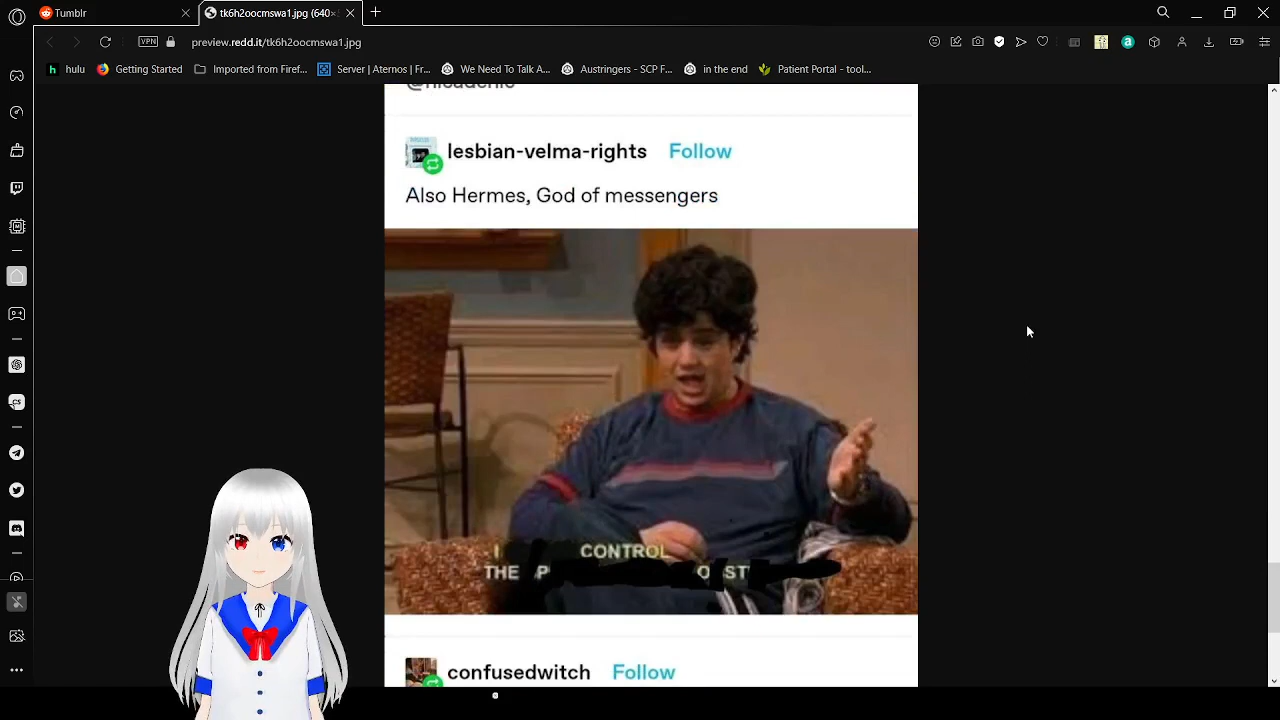 Tumblr
tk6h2oocmswa1.jpg (640×
VPN
preview.redd.it/tk6h2oocmswa1.jpg
h hulu
Getting Started
Imported from Firef...
Server | Aternos | Fr...
We Need To Talk A...
Austringers - SCP F...
in the end
Patient Portal - tool...
lesbian-velma-rights Follow
Also Hermes, God of messengers
I CONTROL
THE P O ST
confusedwitch Follow